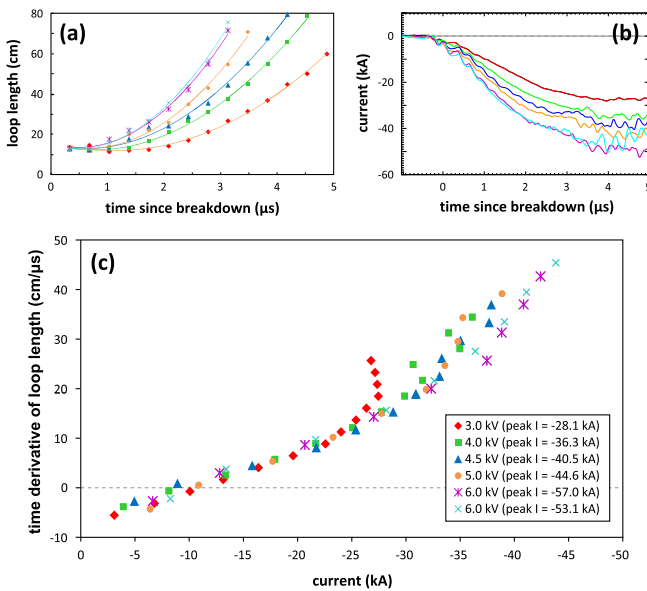 (a)
loop length (cm)
80
60
40
20
0
0 1 2 3 4 5
time since breakdown (μs)
(b)
current (kA)
0
-20
-40
-60
-1 0 1 2 3 4 5
time since breakdown (μs)
(c)
time derivative of loop length (cm/μs)
50
40
30
20
10
0
-10
3.0 kV (peak I = -28.1 kA)
4.0 kV (peak I = -36.3 kA)
4.5 kV (peak I = -40.5 kA)
5.0 kV (peak I = -44.6 kA)
6.0 kV (peak I = -57.0 kA)
6.0 kV (peak I = -53.1 kA)
0 -5 -10 -15 -20 -25 -30 -35 -40 -45 -50
current (kA)